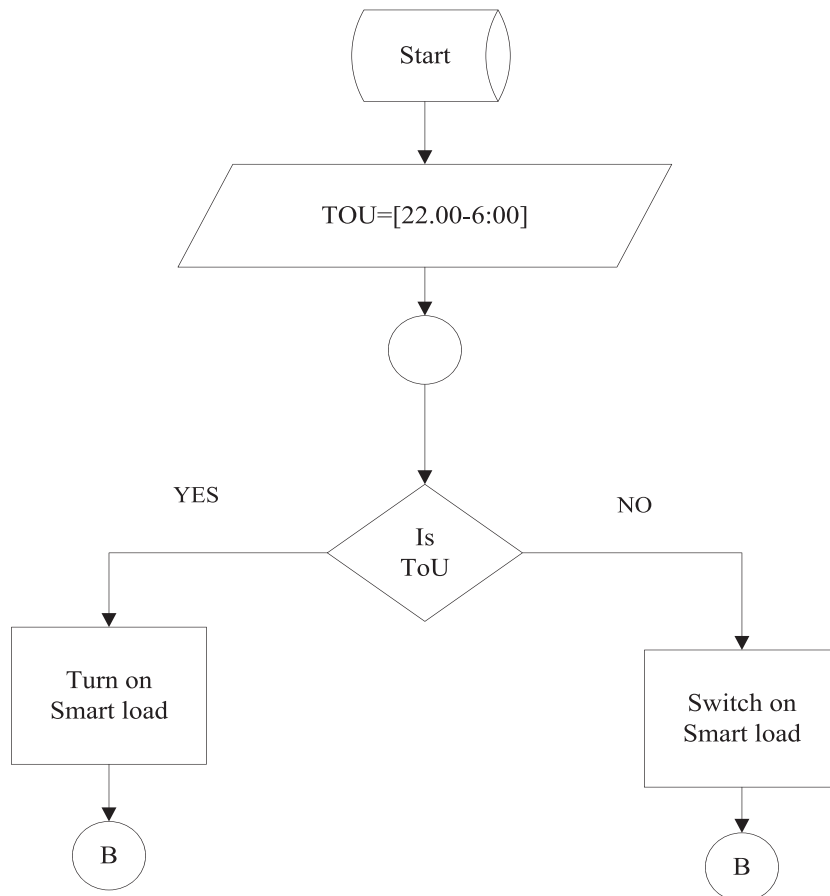 Start
TOU=[22.00-6:00]
YES
NO
Is
ToU
Turn on
Smart load
Switch on
Smart load
B
B